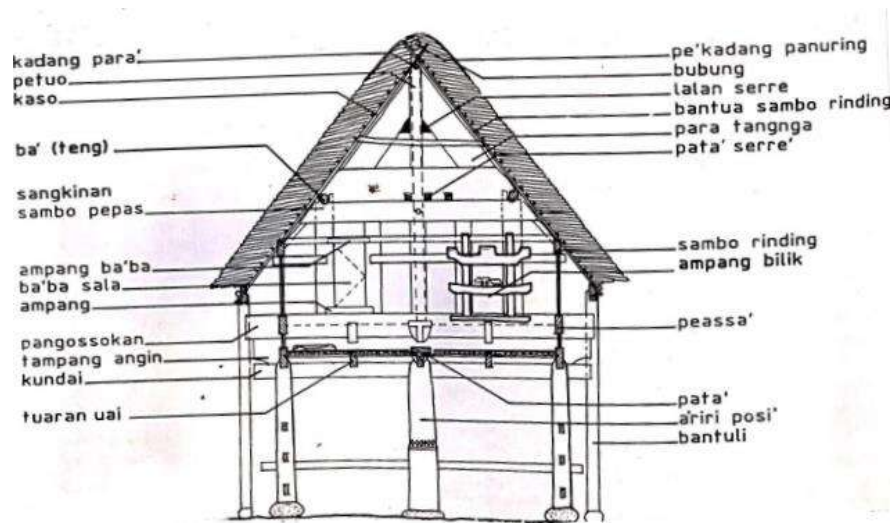 kadang para'
petuo
kaso
ba' (teng)
sangkinan
sambo pepas
ampang ba'ba
ba'ba sala
ampang
pangossokan
tampang angin
kundai
tuaran uai
pe'kadang panuring
bubung
lalan serre
bantua sambo rinding
para tangnga
pata' serre'
sambo rinding
ampang bilik
peassa'
pata'
a'riri posi'
bantuli